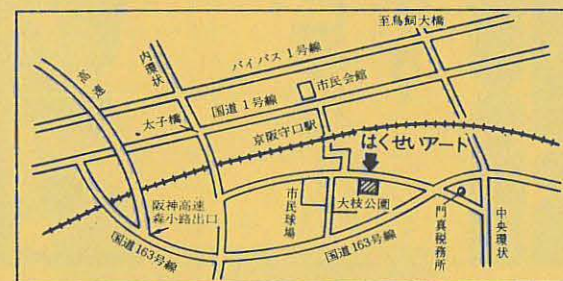 至鳥飼大橋
高速
内環状
バイパス1号線
市民会館
国道1号線
太子橋
京阪守口駅
はくせいアート
阪神高速
森小路出口
市民球場
大枝公園
門真税務所
中央環状
国道163号線
国道163号線